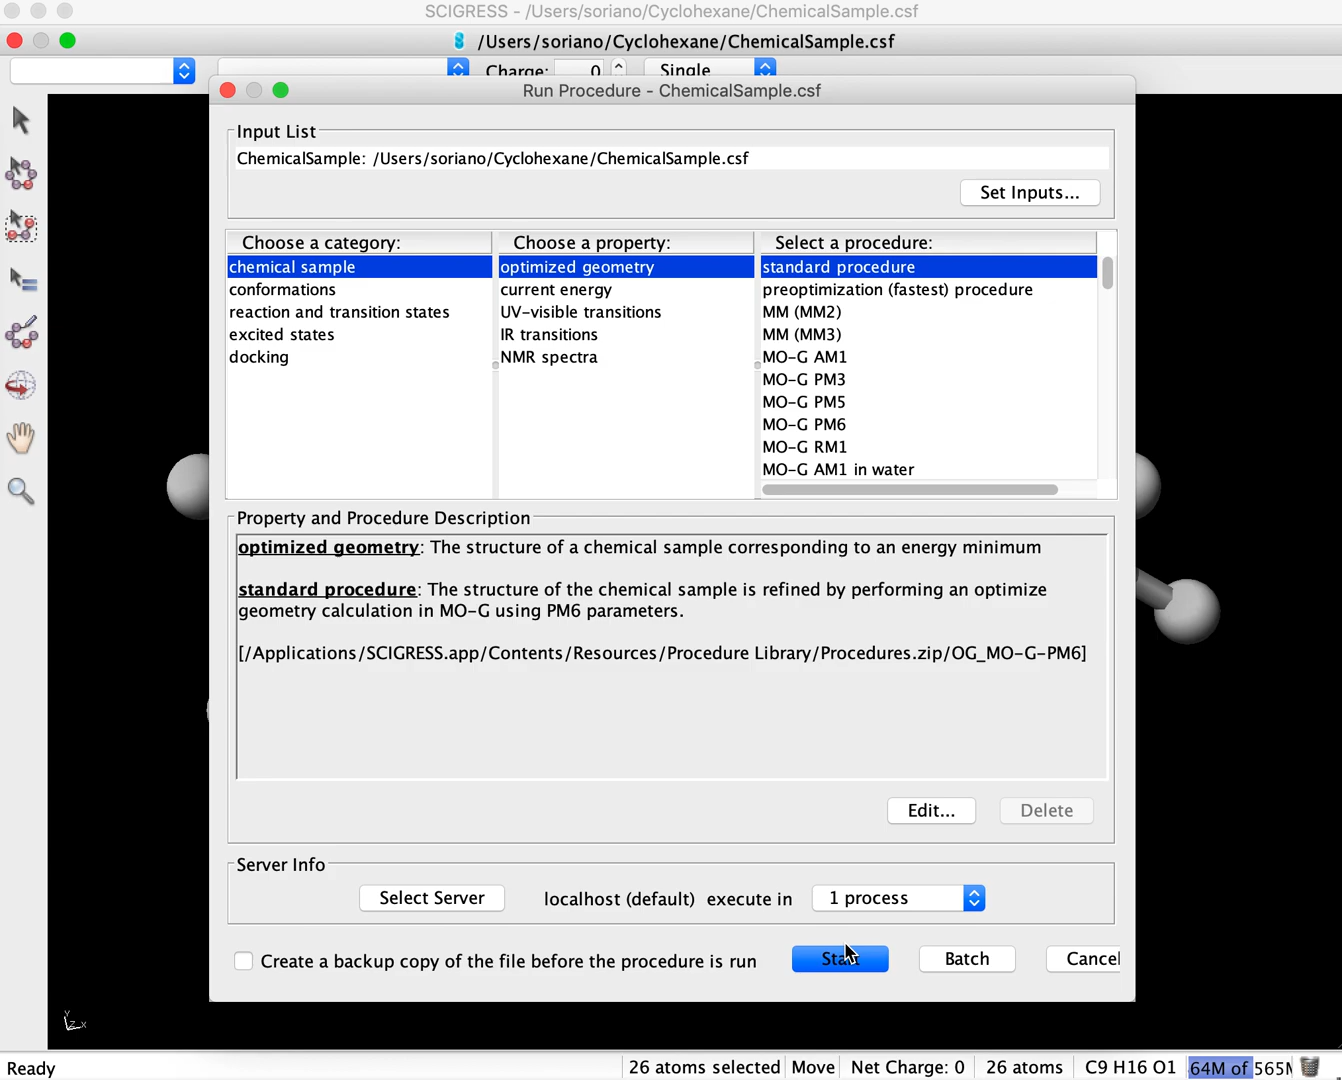 SCIGRESS - /Users/soriano/Cyclohexane/ChemicalSample.csf
/Users/soriano/Cyclohexane/ChemicalSample.csf
Charge: 0 Single
Run Procedure - ChemicalSample.csf
Input List
ChemicalSample: /Users/soriano/Cyclohexane/ChemicalSample.csf
Set Inputs...
Choose a category:
chemical sample
conformations
reaction and transition states
excited states
docking
Choose a property:
optimized geometry
current energy
UV-visible transitions
IR transitions
NMR spectra
Select a procedure:
standard procedure
preoptimization (fastest) procedure
MM (MM2)
MM (MM3)
MO-G AM1
MO-G PM3
MO-G PM5
MO-G PM6
MO-G RM1
MO-G AM1 in water
Property and Procedure Description
optimized geometry: The structure of a chemical sample corresponding to an energy minimum
standard procedure: The structure of the chemical sample is refined by performing an optimize
geometry calculation in MO-G using PM6 parameters.
[/Applications/SCIGRESS.app/Contents/Resources/Procedure Library/Procedures.zip/OG_MO-G-PM6]
Edit... Delete
Server Info
Select Server localhost (default) execute in 1 process
Create a backup copy of the file before the procedure is run Start Batch Cancel
Y Z X
Ready 26 atoms selected Move Net Charge: 0 26 atoms C9 H16 O1 64M of 565M